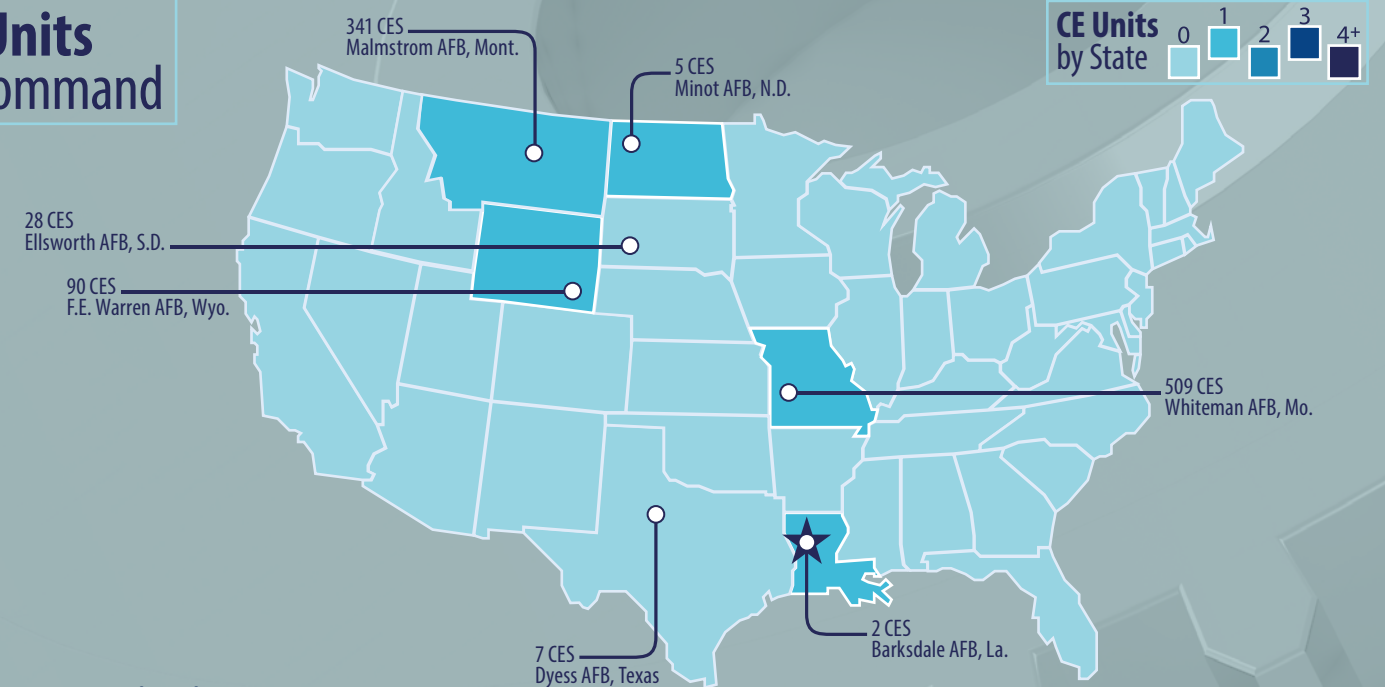 Units
ommand
CE Units
by State
0
1
2
3
4+
341 CES
Malmstrom AFB, Mont.
5 CES
Minot AFB, N.D.
28 CES
Ellsworth AFB, S.D.
90 CES
F.E. Warren AFB, Wyo.
509 CES
Whiteman AFB, Mo.
2 CES
Barksdale AFB, La.
7 CES
Dyess AFB, Texas